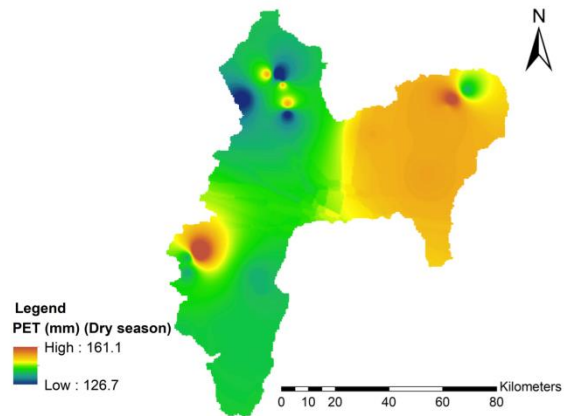 N
Legend
PET (mm) (Dry season)
High : 161.1
Low : 126.7
Kilometers
0 10 20 40 60 80